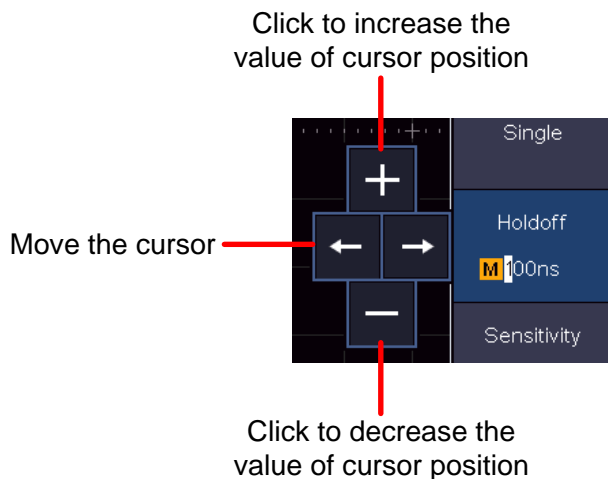 Click to increase the
value of cursor position
Single
+
Holdoff
Move the cursor
← →
M 100ns
−
Sensitivity
Click to decrease the
value of cursor position